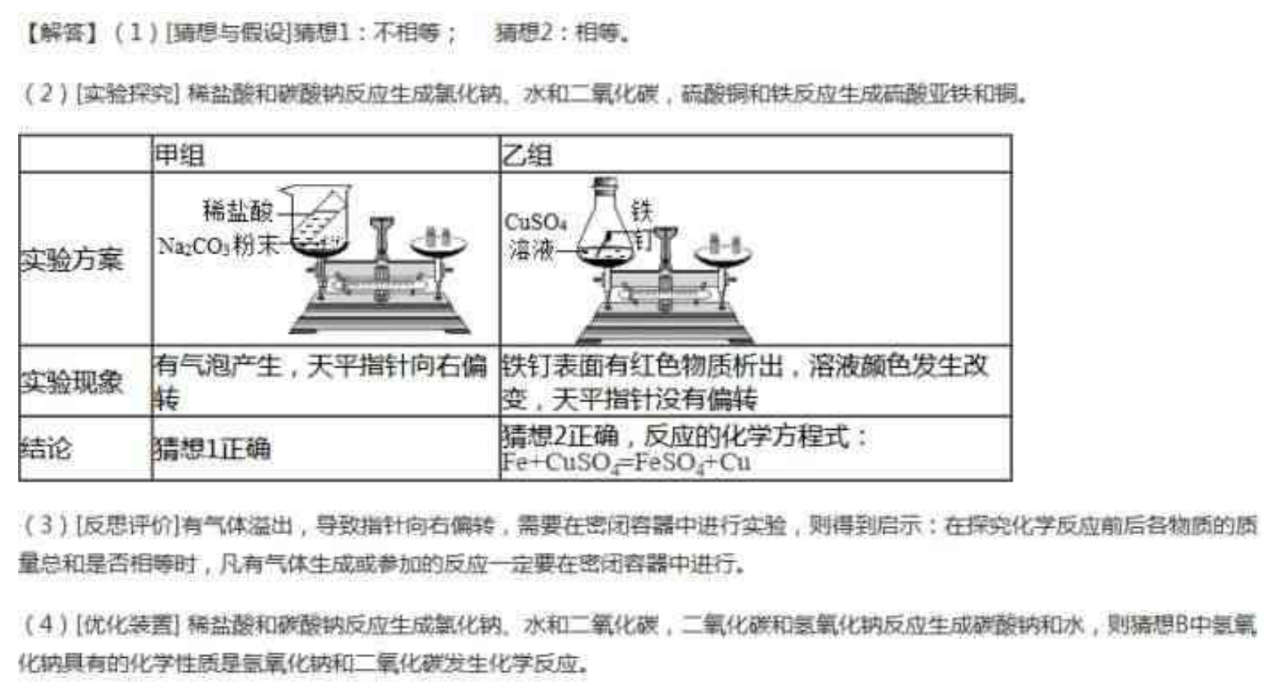 【解答】（1）[猜想与假设]猜想1：不相等； 猜想2：相等。
（2）[实验探究] 稀盐酸和碳酸钠反应生成氯化钠、水和二氧化碳，硫酸铜和铁反应生成硫酸亚铁和铜。
甲组 乙组
实验方案
稀盐酸
Na₂CO₃粉末
CuSO₄
溶液
铁
钉
实验现象
有气泡产生，天平指针向右偏
转
铁钉表面有红色物质析出，溶液颜色发生改
变，天平指针没有偏转
结论
猜想1正确
猜想2正确，反应的化学方程式：
Fe+CuSO₄=FeSO₄+Cu
（3）[反思评价]有气体溢出，导致指针向右偏转，需要在密闭容器中进行实验，则得到启示：在探究化学反应前后各物质的质
量总和是否相等时，凡有气体生成或参加的反应一定要在密闭容器中进行。
（4）[优化装置] 稀盐酸和碳酸钠反应生成氯化钠、水和二氧化碳，二氧化碳和氢氧化钠反应生成碳酸钠和水，则猜想B中氢氧
化钠具有的化学性质是氢氧化钠和二氧化碳发生化学反应。